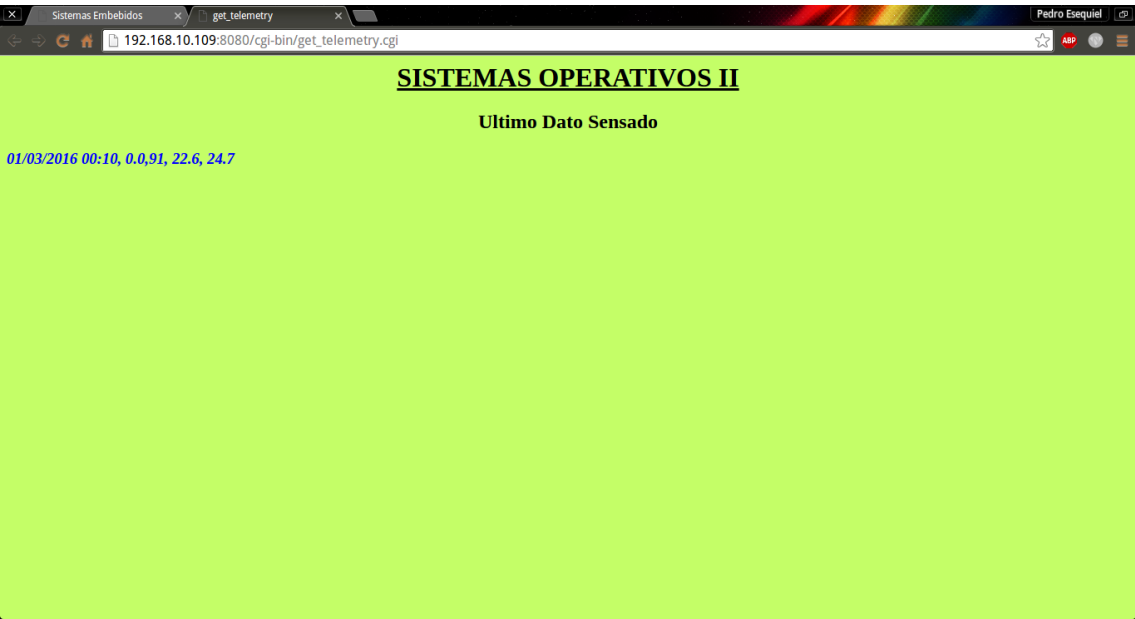 Sistemas Embebidos
get_telemetry
Pedro Esequiel
192.168.10.109:8080/cgi-bin/get_telemetry.cgi
ABP
SISTEMAS OPERATIVOS II
Ultimo Dato Sensado
01/03/2016 00:10, 0.0,91, 22.6, 24.7